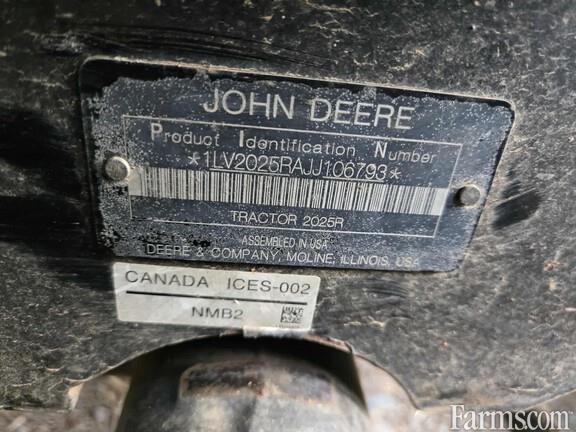 JOHN DEERE
Product Identification Number
*1LV2025RAJJ106793*
TRACTOR 2025R
ASSEMBLED IN USA
DEERE & COMPANY, MOLINE, ILLINOIS, USA
CANADA ICES-002
NMB2
Farms.com